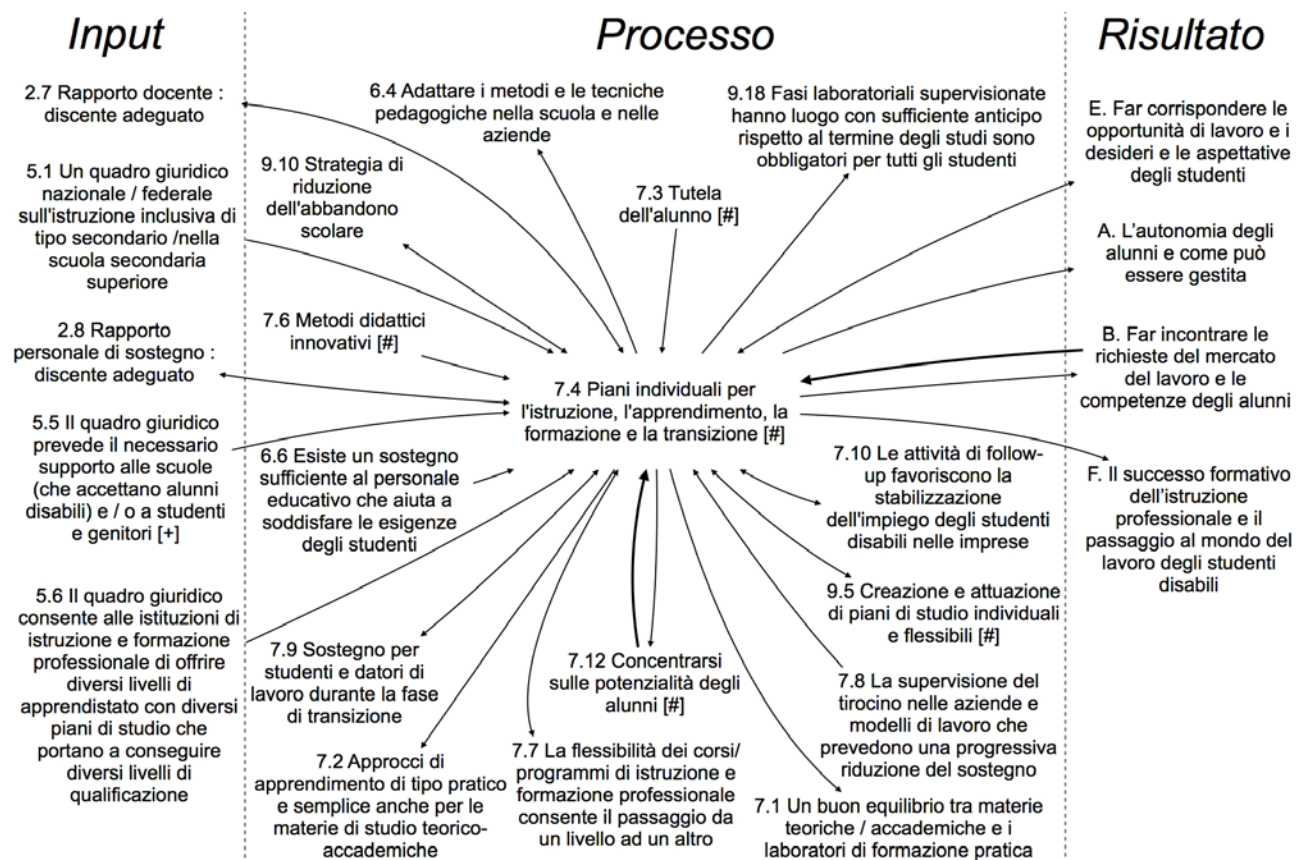 Input
Processo
Risultato
2.7 Rapporto docente :
discente adeguato
5.1 Un quadro giuridico
nazionale / federale
sull'istruzione inclusiva di
tipo secondario /nella
scuola secondaria
superiore
2.8 Rapporto
personale di sostegno :
discente adeguato
5.5 Il quadro giuridico
prevede il necessario
supporto alle scuole
(che accettano alunni
disabili) e / o a studenti
e genitori [+]
5.6 Il quadro giuridico
consente alle istituzioni di
istruzione e formazione
professionale di offrire
diversi livelli di
apprendistato con diversi
piani di studio che
portano a conseguire
diversi livelli di
qualificazione
6.4 Adattare i metodi e le tecniche
pedagogiche nella scuola e nelle
aziende
9.18 Fasi laboratoriali supervisionate
hanno luogo con sufficiente anticipo
rispetto al termine degli studi sono
obbligatori per tutti gli studenti
9.10 Strategia di
riduzione
dell'abbandono
scolare
7.3 Tutela
dell'alunno [#]
7.6 Metodi didattici
innovativi [#]
7.4 Piani individuali per
l'istruzione, l'apprendimento, la
formazione e la transizione [#]
6.6 Esiste un sostegno
sufficiente al personale
educativo che aiuta a
soddisfare le esigenze
degli studenti
7.10 Le attività di follow-
up favoriscono la
stabilizzazione
dell'impiego degli studenti
disabili nelle imprese
9.5 Creazione e attuazione
di piani di studio individuali
e flessibili [#]
7.9 Sostegno per
studenti e datori di
lavoro durante la fase
di transizione
7.12 Concentrarsi
sulle potenzialità degli
alunni [#]
7.8 La supervisione del
tirocinio nelle aziende e
modelli di lavoro che
prevedono una progressiva
riduzione del sostegno
7.2 Approcci di
apprendimento di tipo pratico
e semplice anche per le
materie di studio teorico-
accademiche
7.7 La flessibilità dei corsi/
programmi di istruzione e
formazione professionale
consente il passaggio da
un livello ad un altro
7.1 Un buon equilibrio tra materie
teoriche / accademiche e i
laboratori di formazione pratica
E. Far corrispondere le
opportunità di lavoro e i
desideri e le aspettative
degli studenti
A. L'autonomia degli
alunni e come può
essere gestita
B. Far incontrare le
richieste del mercato
del lavoro e le
competenze degli alunni
F. Il successo formativo
dell'istruzione
professionale e il
passaggio al mondo del
lavoro degli studenti
disabili